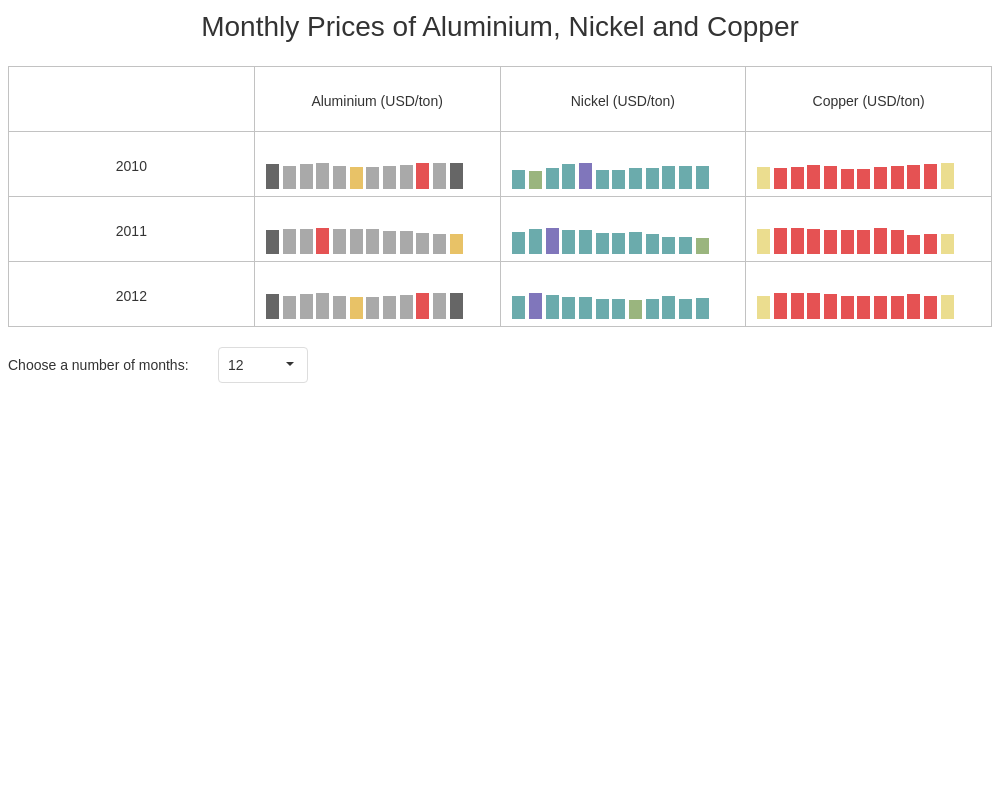 Monthly Prices of Aluminium, Nickel and Copper
Aluminium (USD/ton) Nickel (USD/ton) Copper (USD/ton)
2010
2011
2012
Choose a number of months: 12